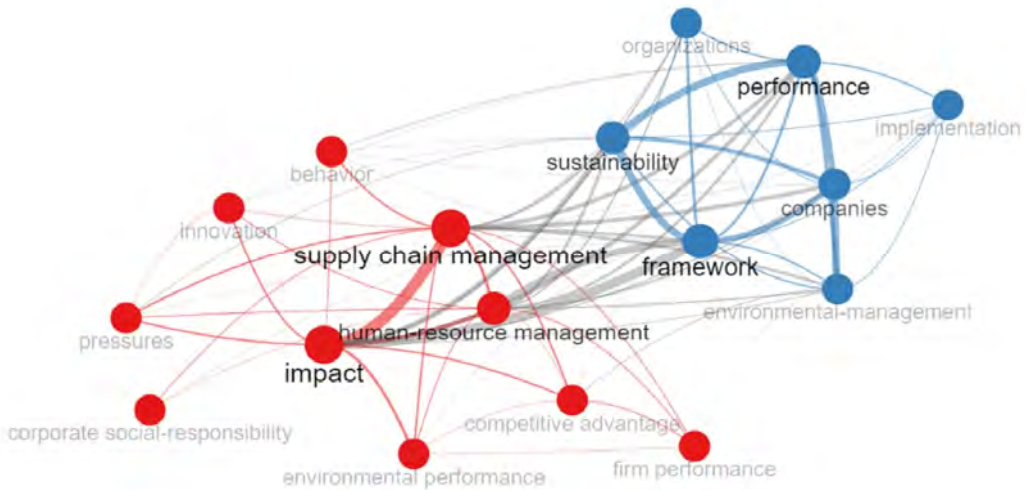 organizations
performance
implementation
sustainability
behavior
companies
innovation
supply chain management
framework
environmental-management
human-resource management
pressures
impact
competitive advantage
corporate social-responsibility
environmental performance
firm performance